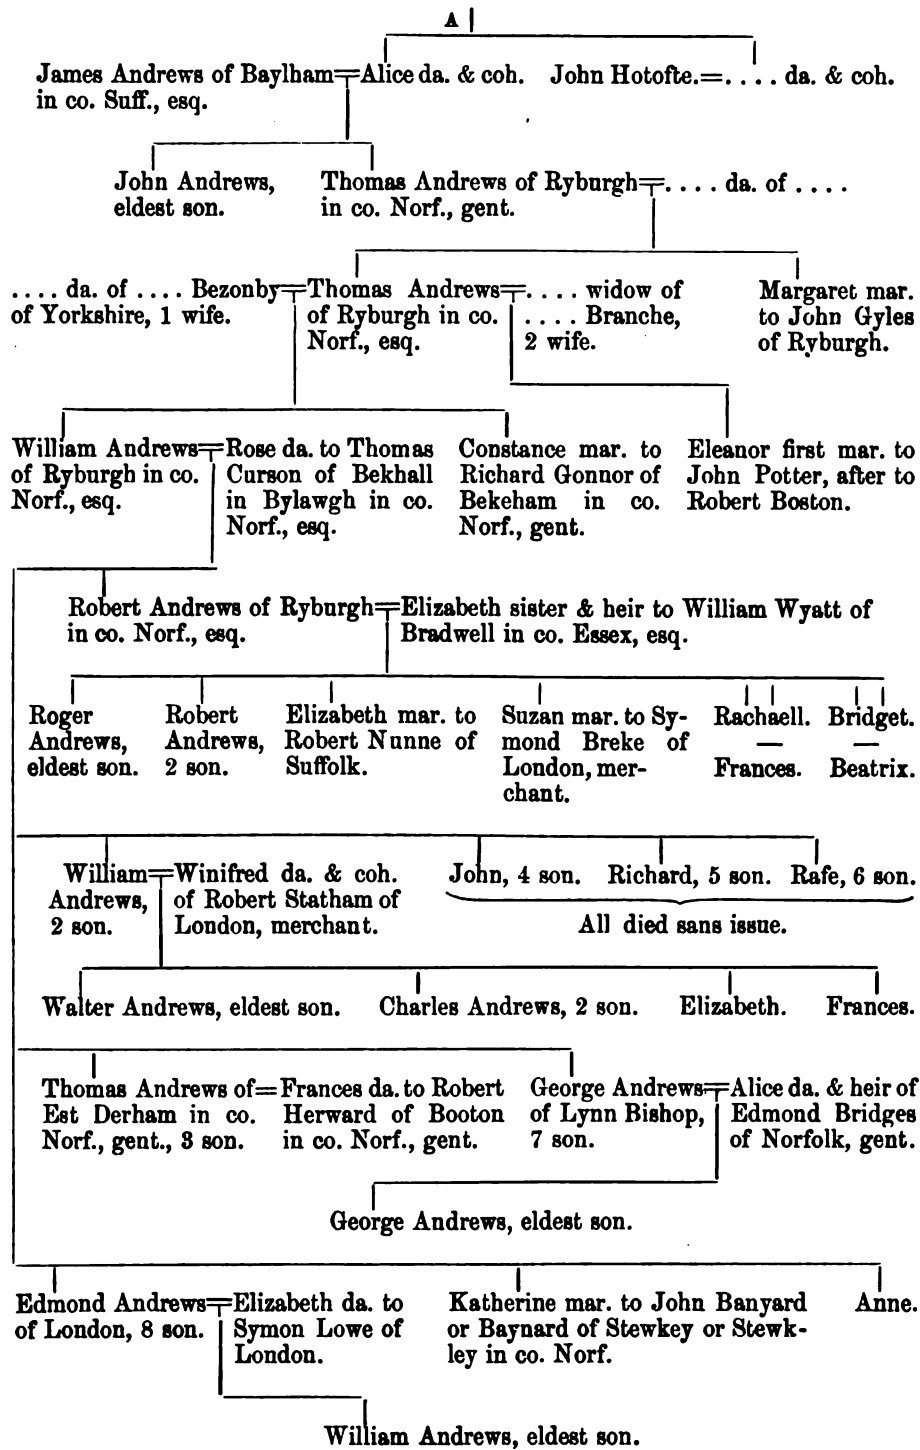 A
James Andrews of Baylham=Alice da. & coh. John Hotofte.=.... da. & coh.
in co. Suff., esq.
John Andrews, Thomas Andrews of Ryburgh=.... da. of ....
eldest son. in co. Norf., gent.
.... da. of .... Bezonby=Thomas Andrews=.... widow of Margaret mar.
of Yorkshire, 1 wife. of Ryburgh in co. .... Branche, to John Gyles
Norf., esq. 2 wife. of Ryburgh.
William Andrews=Rose da. to Thomas Constance mar. to Eleanor first mar. to
of Ryburgh in co. Curson of Bekhall Richard Gonnor of John Potter, after to
Norf., esq. in Bylawgh in co. Bekeham in co. Robert Boston.
Norf., esq. Norf., gent.
Robert Andrews of Ryburgh=Elizabeth sister & heir to William Wyatt of
in co. Norf., esq. Bradwell in co. Essex, esq.
Roger Robert Elizabeth mar. to Suzan mar. to Sy- Rachaell. Bridget.
Andrews, Andrews, Robert Nunne of mond Breke of — —
eldest son. 2 son. Suffolk. London, mer- Frances. Beatrix.
chant.
William=Winifred da. & coh. John, 4 son. Richard, 5 son. Rafe, 6 son.
Andrews, of Robert Statham of
2 son. London, merchant. All died sans issue.
Walter Andrews, eldest son. Charles Andrews, 2 son. Elizabeth. Frances.
Thomas Andrews of=Frances da. to Robert George Andrews=Alice da. & heir of
Est Derham in co. Herward of Booton of Lynn Bishop, Edmond Bridges
Norf., gent., 3 son. in co. Norf., gent. 7 son. of Norfolk, gent.
George Andrews, eldest son.
Edmond Andrews=Elizabeth da. to Katherine mar. to John Banyard Anne.
of London, 8 son. Symon Lowe of or Baynard of Stewkey or Stewk-
London. ley in co. Norf.
William Andrews, eldest son.